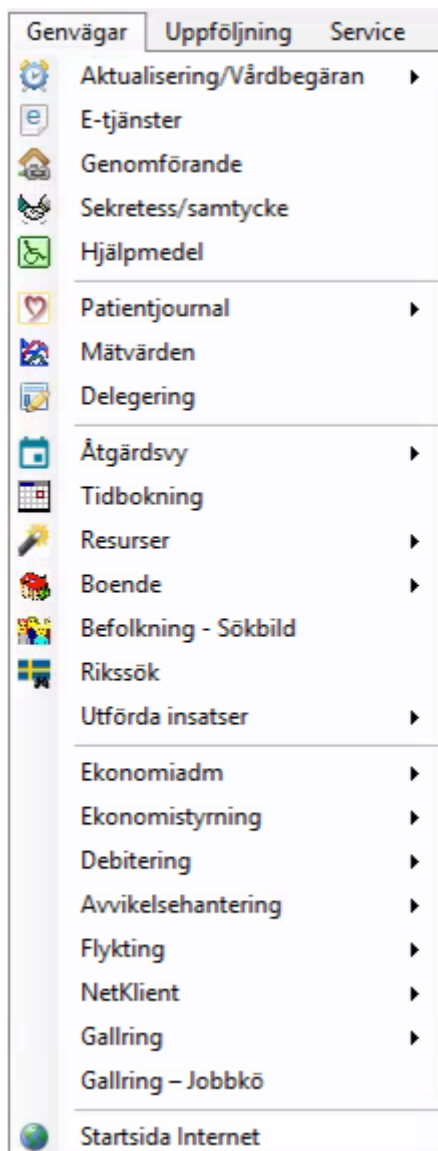 Genvägar Uppföljning Service
Aktualisering/Vårdbegäran
E-tjänster
Genomförande
Sekretess/samtycke
Hjälpmedel
Patientjournal
Mätvärden
Delegering
Åtgärdsvy
Tidbokning
Resurser
Boende
Befolkning - Sökbild
Rikssök
Utförda insatser
Ekonomiadm
Ekonomistyrning
Debitering
Avvikelsehantering
Flykting
NetKlient
Gallring
Gallring – Jobbkö
Startsida Internet